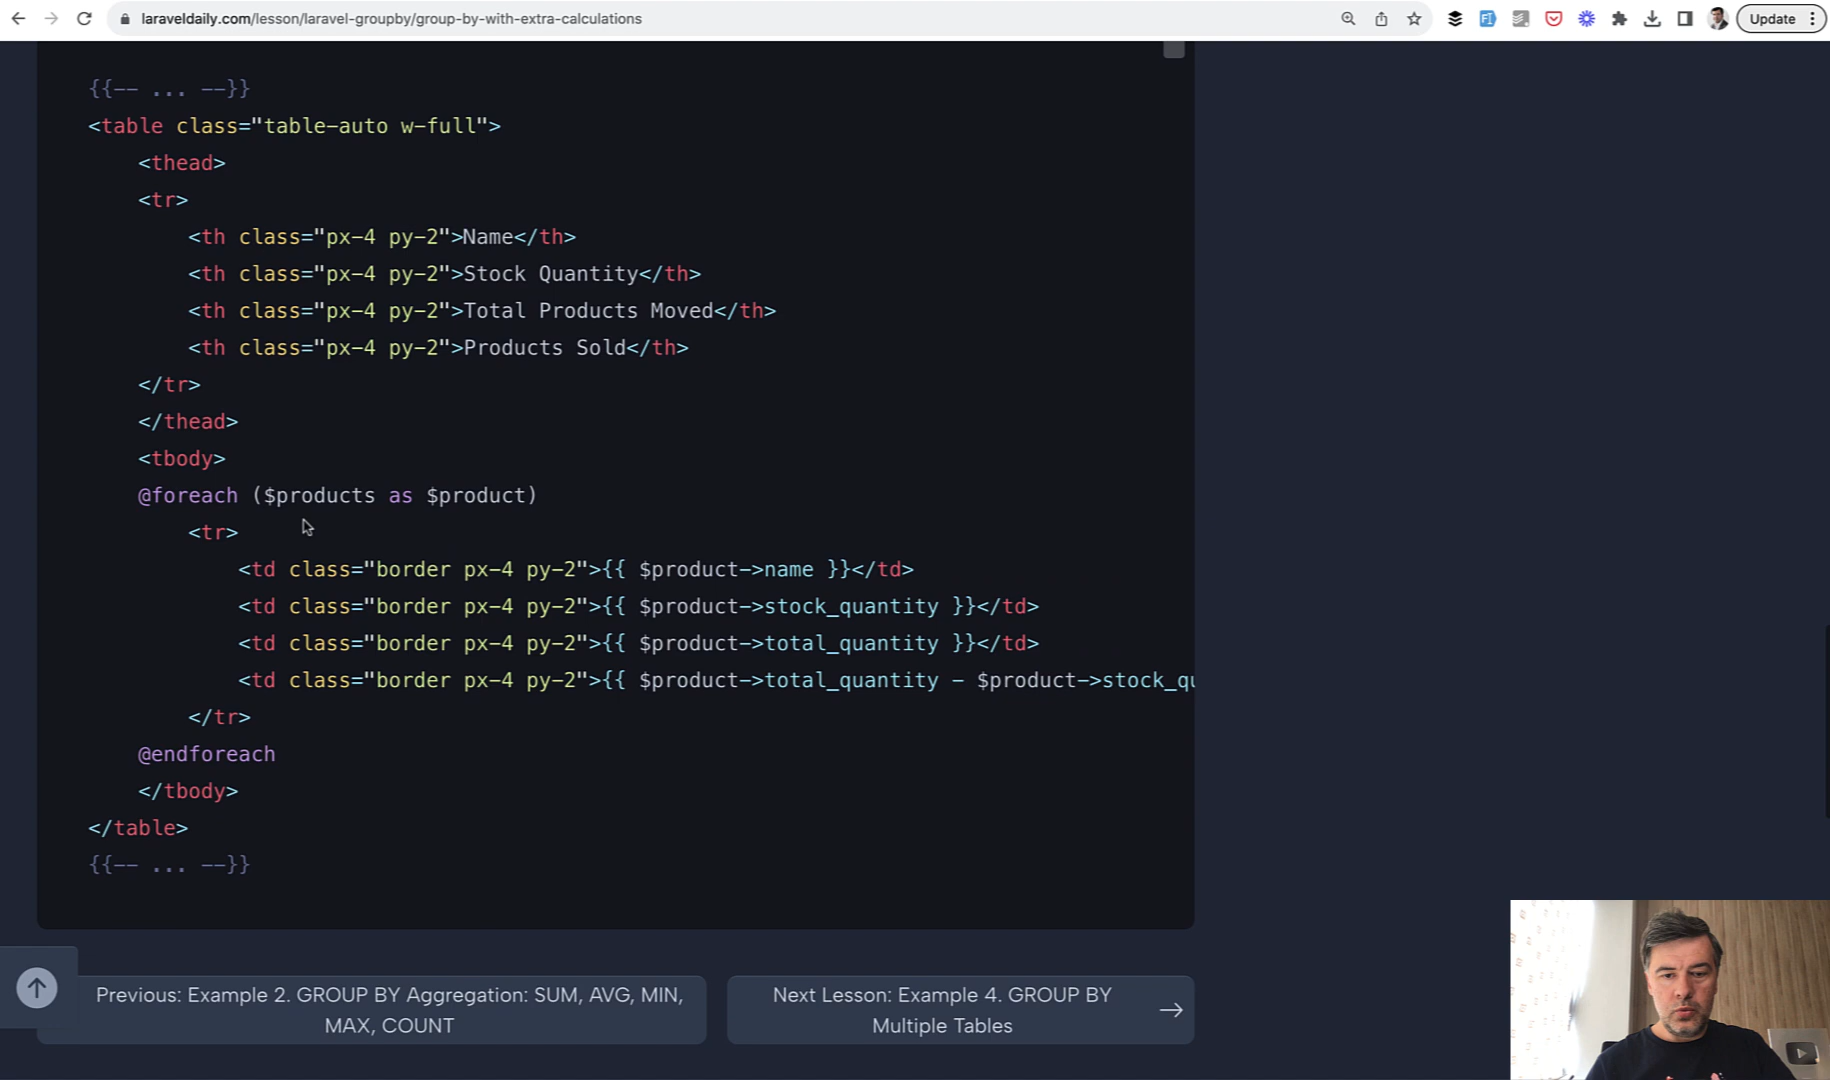 laraveldaily.com/lesson/laravel-groupby/group-by-with-extra-calculations
Update
{{-- ... --}}
<table class="table-auto w-full">
<thead>
<tr>
<th class="px-4 py-2">Name</th>
<th class="px-4 py-2">Stock Quantity</th>
<th class="px-4 py-2">Total Products Moved</th>
<th class="px-4 py-2">Products Sold</th>
</tr>
</thead>
<tbody>
@foreach ($products as $product)
<tr>
<td class="border px-4 py-2">{{ $product->name }}</td>
<td class="border px-4 py-2">{{ $product->stock_quantity }}</td>
<td class="border px-4 py-2">{{ $product->total_quantity }}</td>
<td class="border px-4 py-2">{{ $product->total_quantity - $product->stock_qu
</tr>
@endforeach
</tbody>
</table>
{{-- ... --}}
Previous: Example 2. GROUP BY Aggregation: SUM, AVG, MIN,
MAX, COUNT
Next Lesson: Example 4. GROUP BY
Multiple Tables